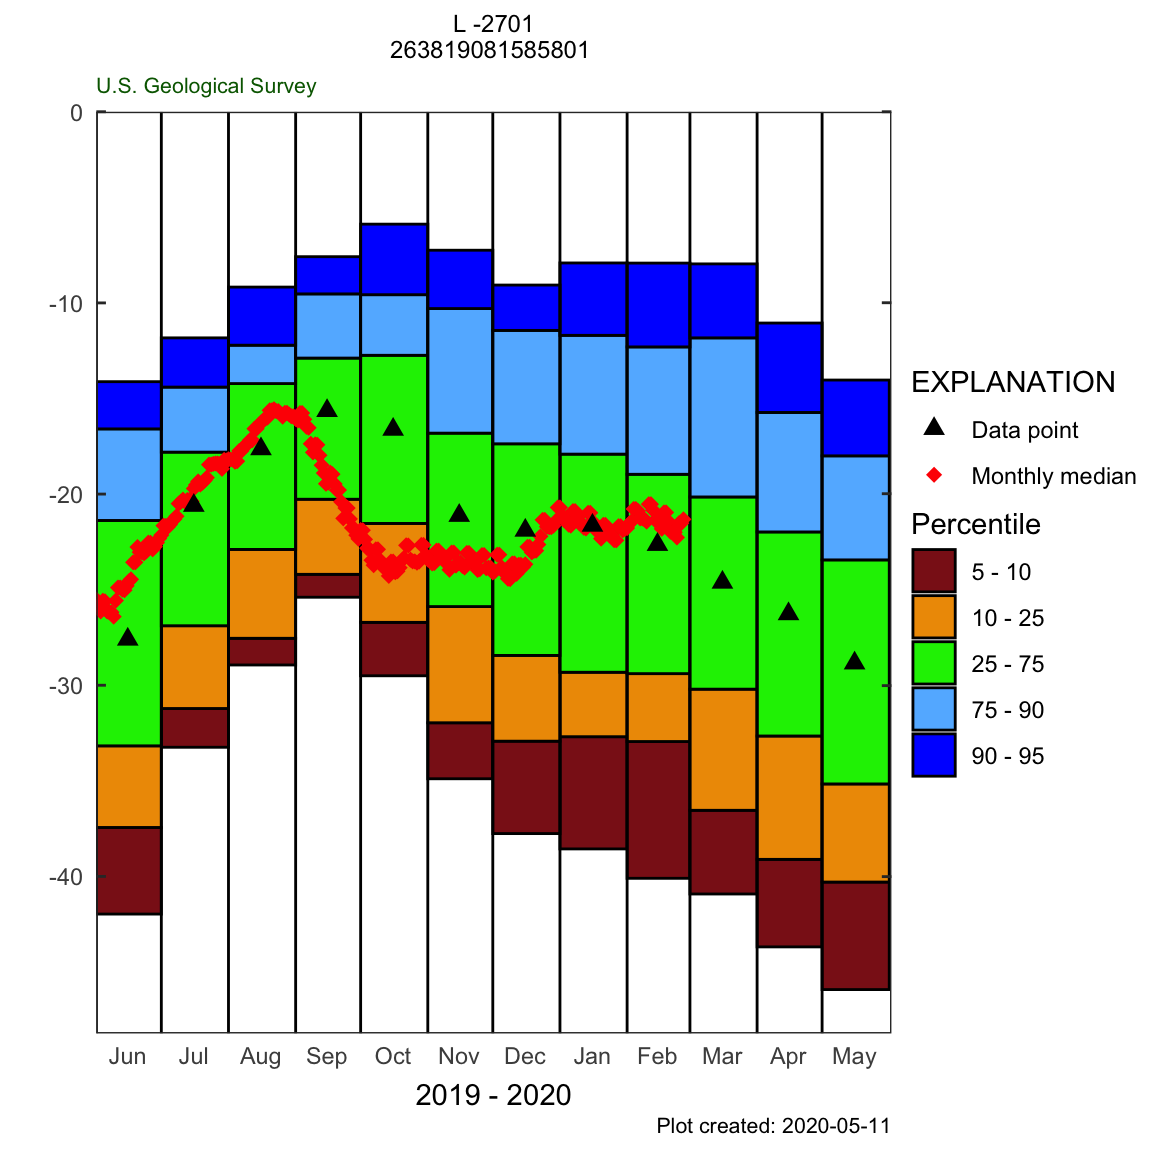 L -2701
263819081585801
U.S. Geological Survey
0
-10
-20
-30
-40
Jun Jul Aug Sep Oct Nov Dec Jan Feb Mar Apr May
2019 - 2020
Plot created: 2020-05-11
EXPLANATION
Data point
Monthly median
Percentile
5 - 10
10 - 25
25 - 75
75 - 90
90 - 95